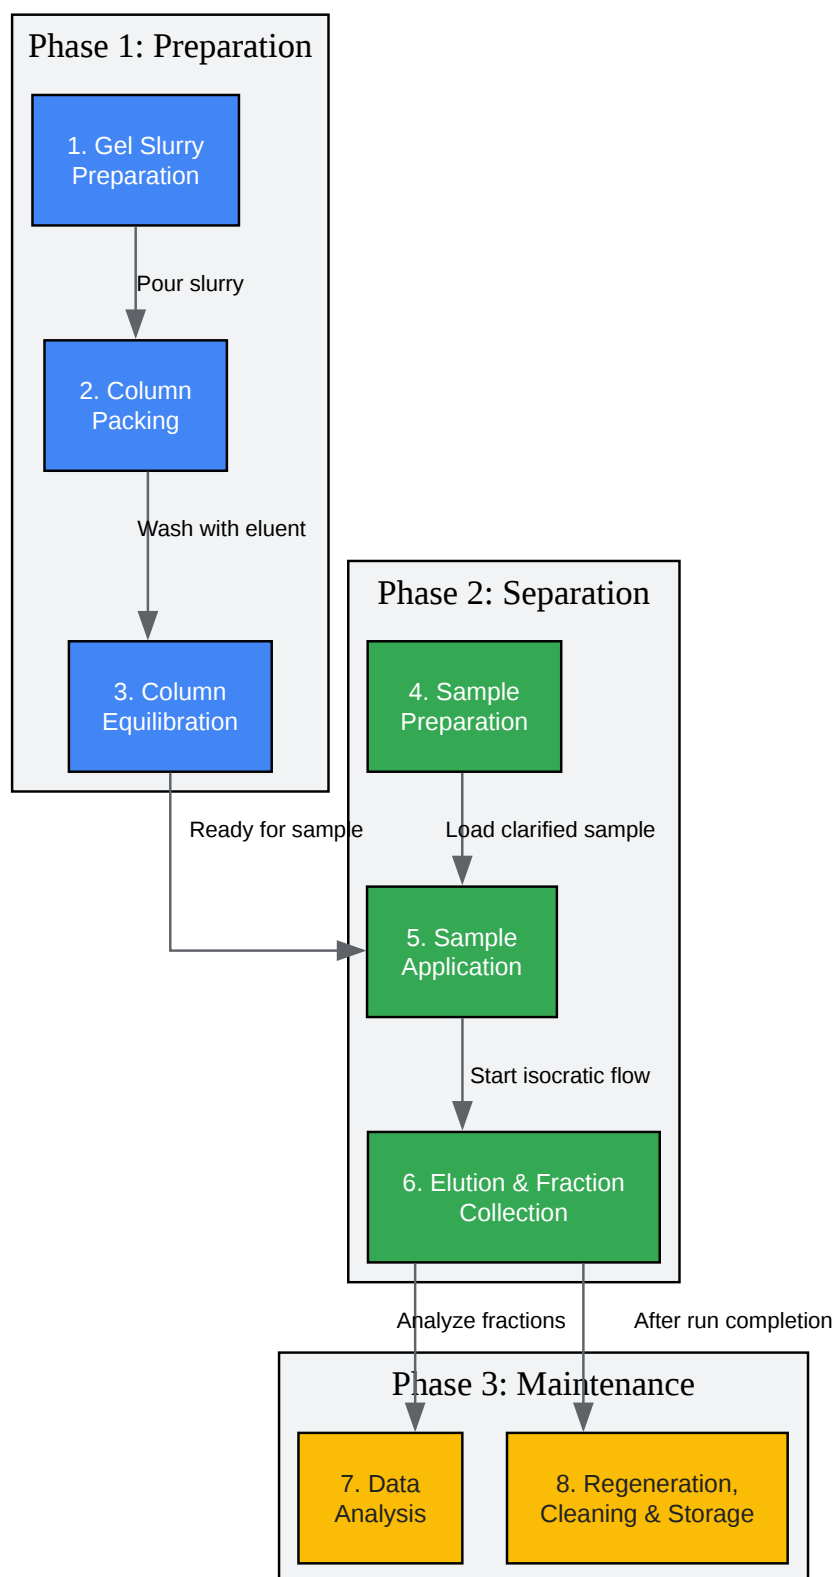 Phase 1: Preparation
1. Gel Slurry
Preparation
Pour slurry
2. Column
Packing
Wash with eluent
3. Column
Equilibration
Ready for sample
Phase 2: Separation
4. Sample
Preparation
Load clarified sample
5. Sample
Application
Start isocratic flow
6. Elution & Fraction
Collection
Analyze fractions
After run completion
Phase 3: Maintenance
7. Data
Analysis
8. Regeneration,
Cleaning & Storage